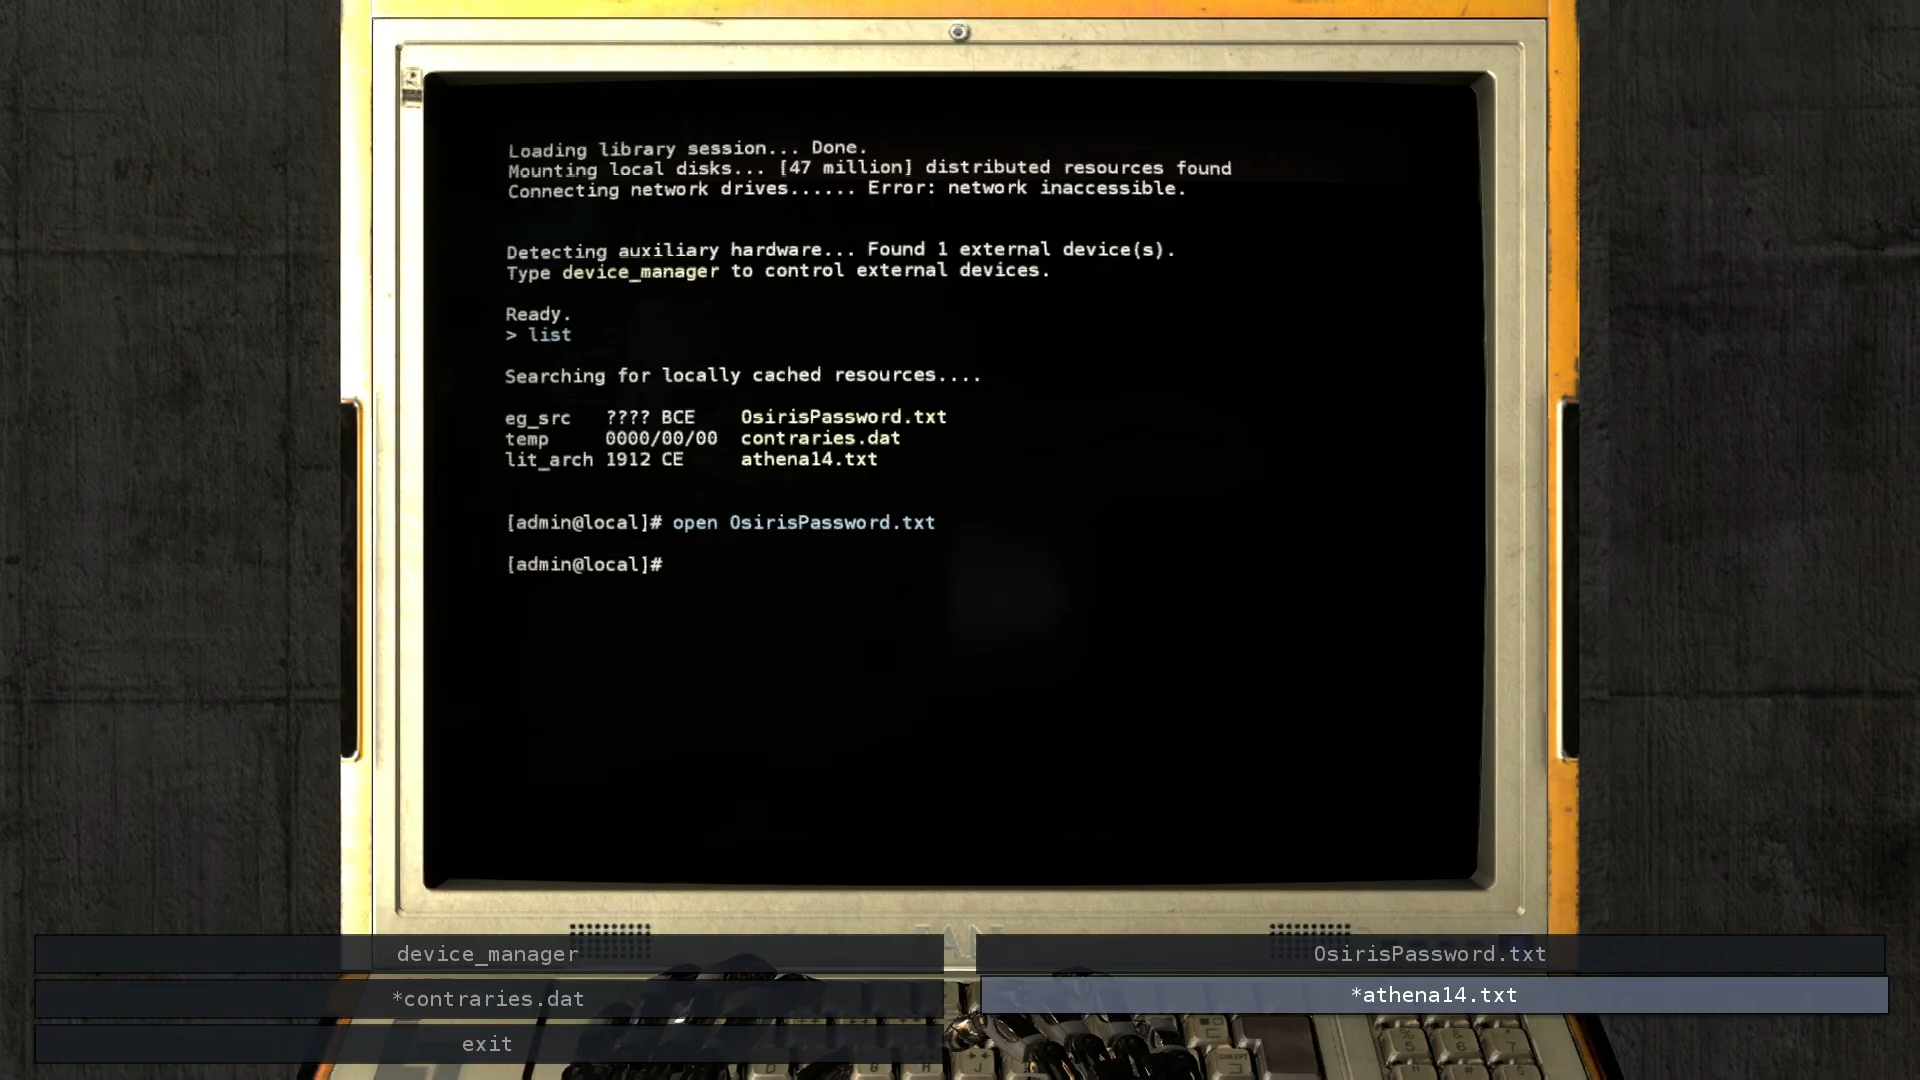 Loading library session... Done.
Mounting local disks... [47 million] distributed resources found
Connecting network drives...... Error: network inaccessible.
Detecting auxiliary hardware... Found 1 external device(s).
Type device_manager to control external devices.
Ready.
> list
Searching for locally cached resources....
eg_src ???? BCE OsirisPassword.txt
temp 0000/00/00 contraries.dat
lit_arch 1912 CE athena14.txt
[admin@local]# open OsirisPassword.txt
[admin@local]#
device_manager OsirisPassword.txt
*contraries.dat *athena14.txt
exit